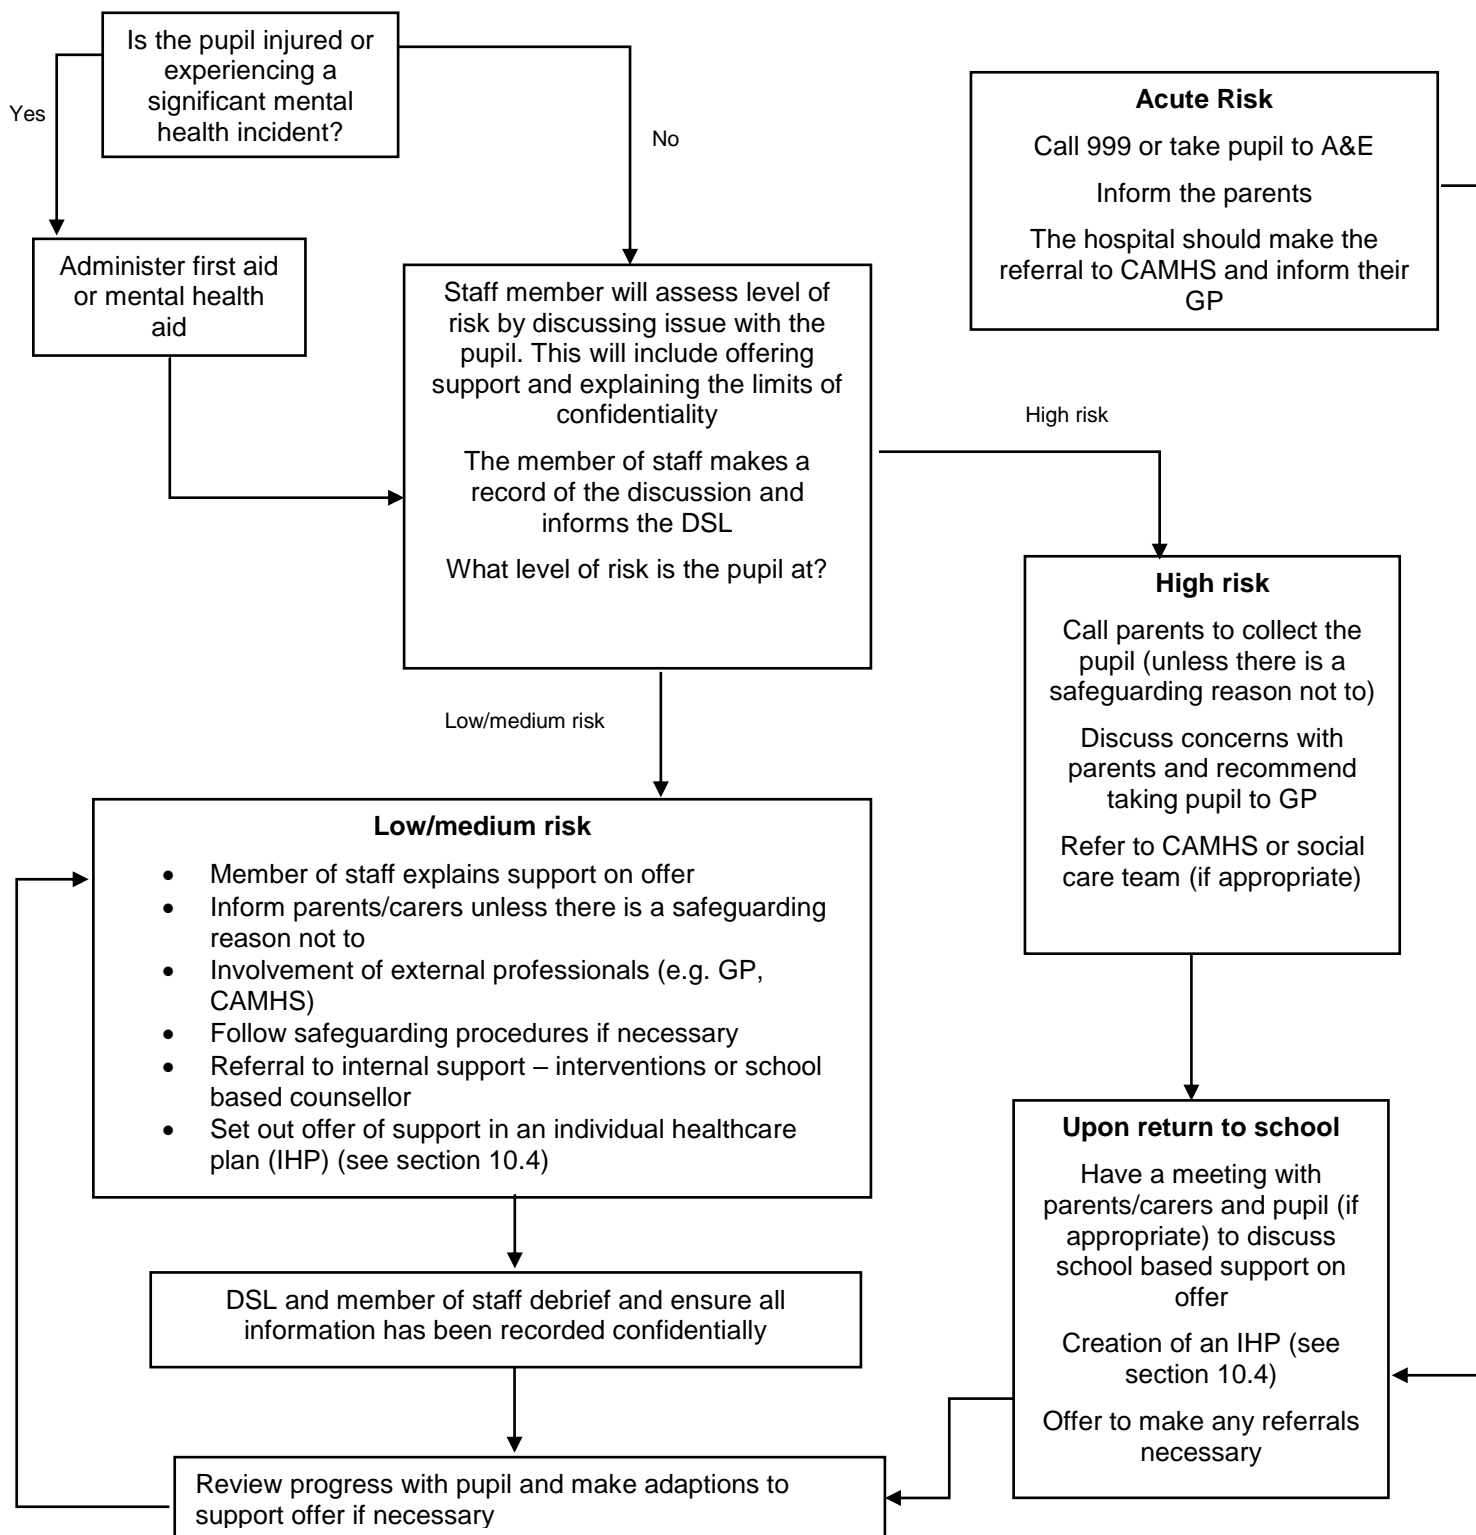 Is the pupil injured or
experiencing a
significant mental
health incident?
Yes
No
Acute Risk
Call 999 or take pupil to A&E
Inform the parents
The hospital should make the
referral to CAMHS and inform their
GP
Administer first aid
or mental health
aid
Staff member will assess level of
risk by discussing issue with the
pupil. This will include offering
support and explaining the limits of
confidentiality
The member of staff makes a
record of the discussion and
informs the DSL
What level of risk is the pupil at?
High risk
High risk
Call parents to collect the
pupil (unless there is a
safeguarding reason not to)
Discuss concerns with
parents and recommend
taking pupil to GP
Refer to CAMHS or social
care team (if appropriate)
Low/medium risk
Low/medium risk
• Member of staff explains support on offer
• Inform parents/carers unless there is a safeguarding
reason not to
• Involvement of external professionals (e.g. GP,
CAMHS)
• Follow safeguarding procedures if necessary
• Referral to internal support – interventions or school
based counsellor
• Set out offer of support in an individual healthcare
plan (IHP) (see section 10.4)
Upon return to school
Have a meeting with
parents/carers and pupil (if
appropriate) to discuss
school based support on
offer
Creation of an IHP (see
section 10.4)
Offer to make any referrals
necessary
DSL and member of staff debrief and ensure all
information has been recorded confidentially
Review progress with pupil and make adaptions to
support offer if necessary